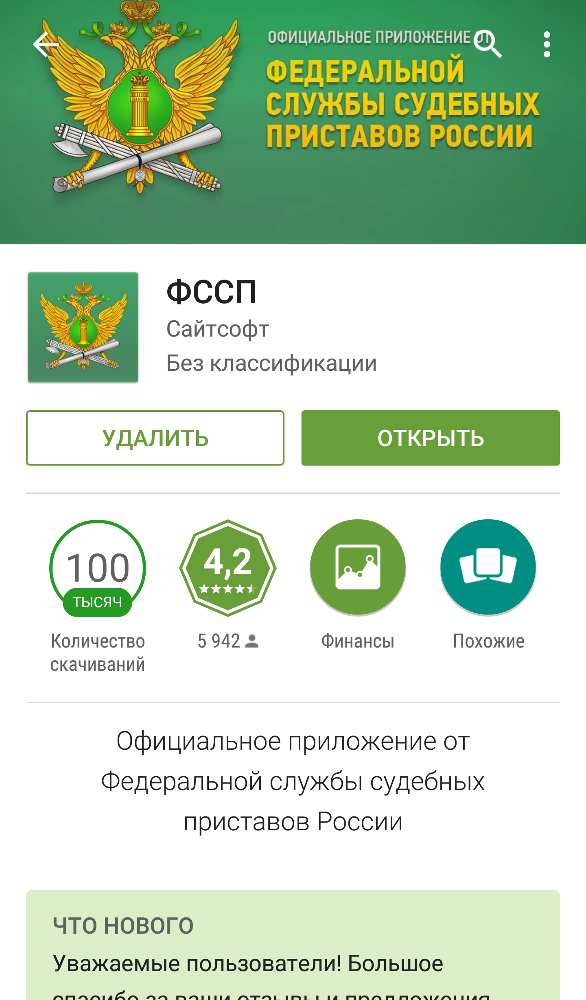 ОФИЦИАЛЬНОЕ ПРИЛОЖЕНИЕ ОТ
ФЕДЕРАЛЬНОЙ
СЛУЖБЫ СУДЕБНЫХ
ПРИСТАВОВ РОССИИ
ЗАКОН
ФССП
Сайтсофт
Без классификации
УДАЛИТЬ
ОТКРЫТЬ
100
ТЫСЯЧ
4,2
Количество
скачиваний
5 942
Финансы
Похожие
Официальное приложение от
Федеральной службы судебных
приставов России
ЧТО НОВОГО
Уважаемые пользователи! Большое
спасибо за ваши отзывы и предложения